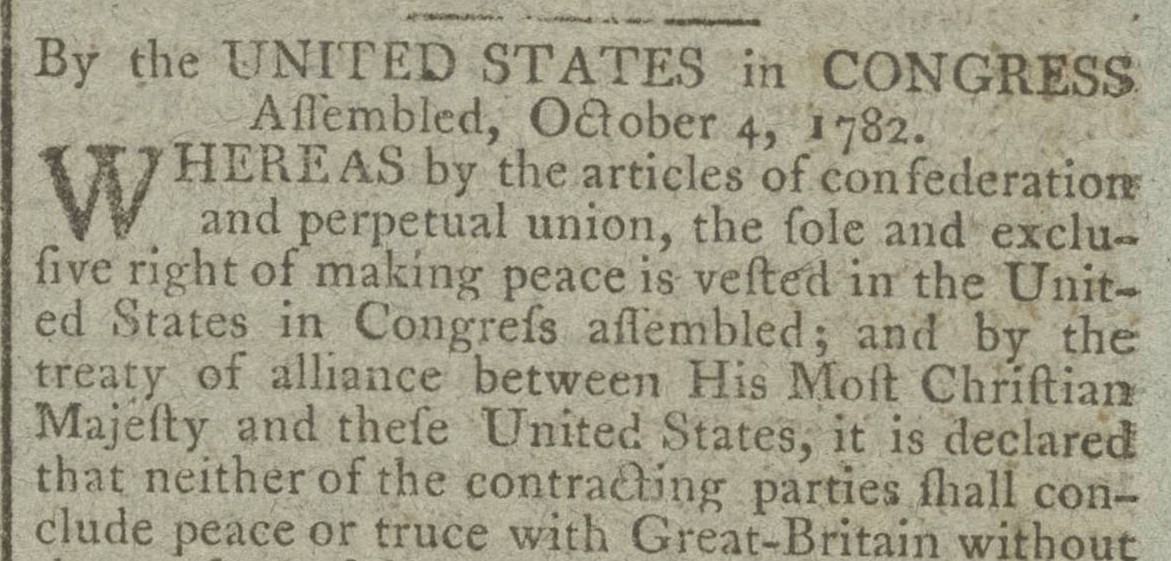 By the UNITED STATES in CONGRESS
Aſſembled, October 4, 1782.
WHEREAS by the articles of confederation
and perpetual union, the ſole and exclu-
ſive right of making peace is veſted in the Unit-
ed States in Congreſs aſſembled; and by the
treaty of alliance between His Moſt Chriſtian
Majeſty and theſe United States, it is declared
that neither of the contracting parties ſhall con-
clude peace or truce with Great-Britain without